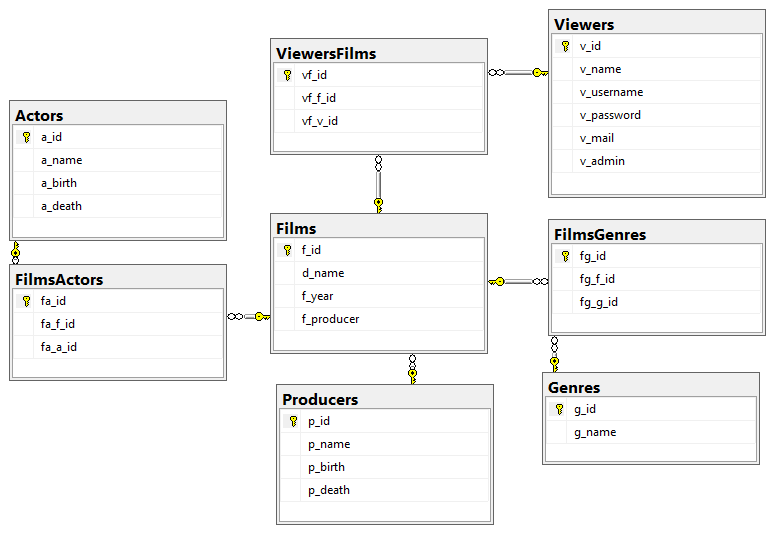 Viewers
v_id
v_name
v_username
v_password
v_mail
v_admin
ViewersFilms
vf_id
vf_f_id
vf_v_id
Actors
a_id
a_name
a_birth
a_death
Films
f_id
d_name
f_year
f_producer
FilmsGenres
fg_id
fg_f_id
fg_g_id
FilmsActors
fa_id
fa_f_id
fa_a_id
Genres
g_id
g_name
Producers
p_id
p_name
p_birth
p_death